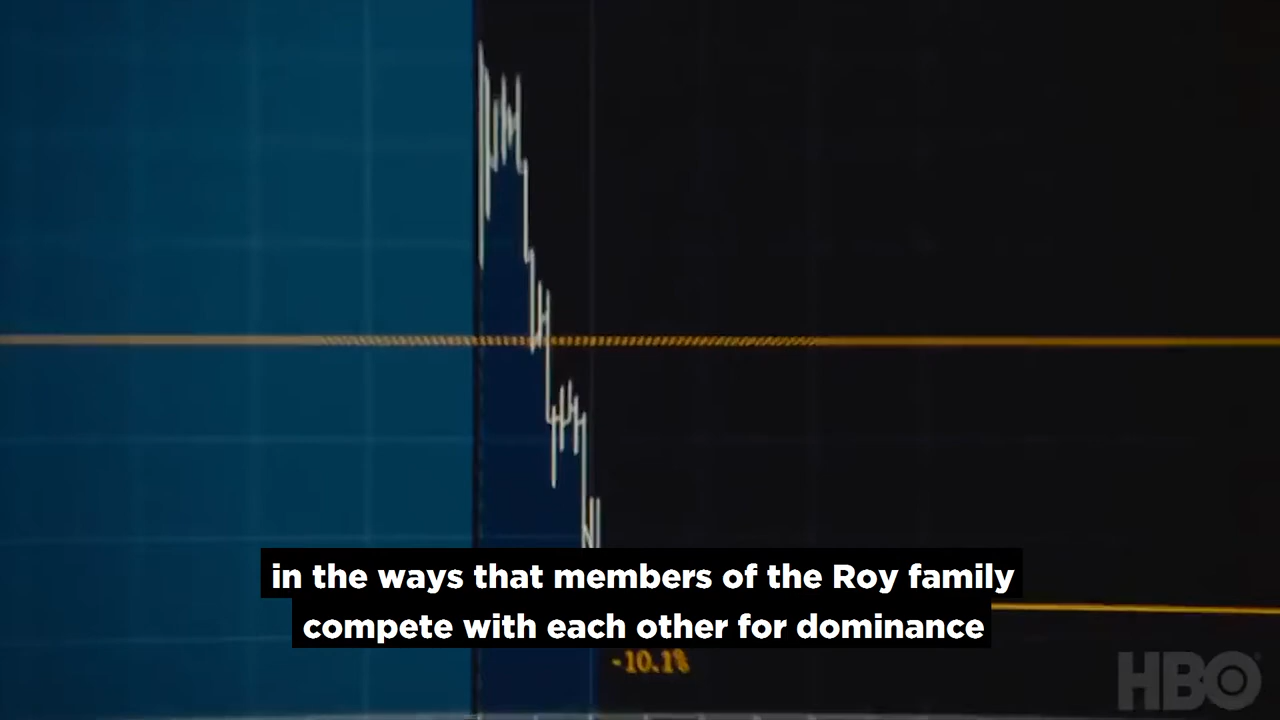 in the ways that members of the Roy family
compete with each other for dominance
-10.1%
HBO